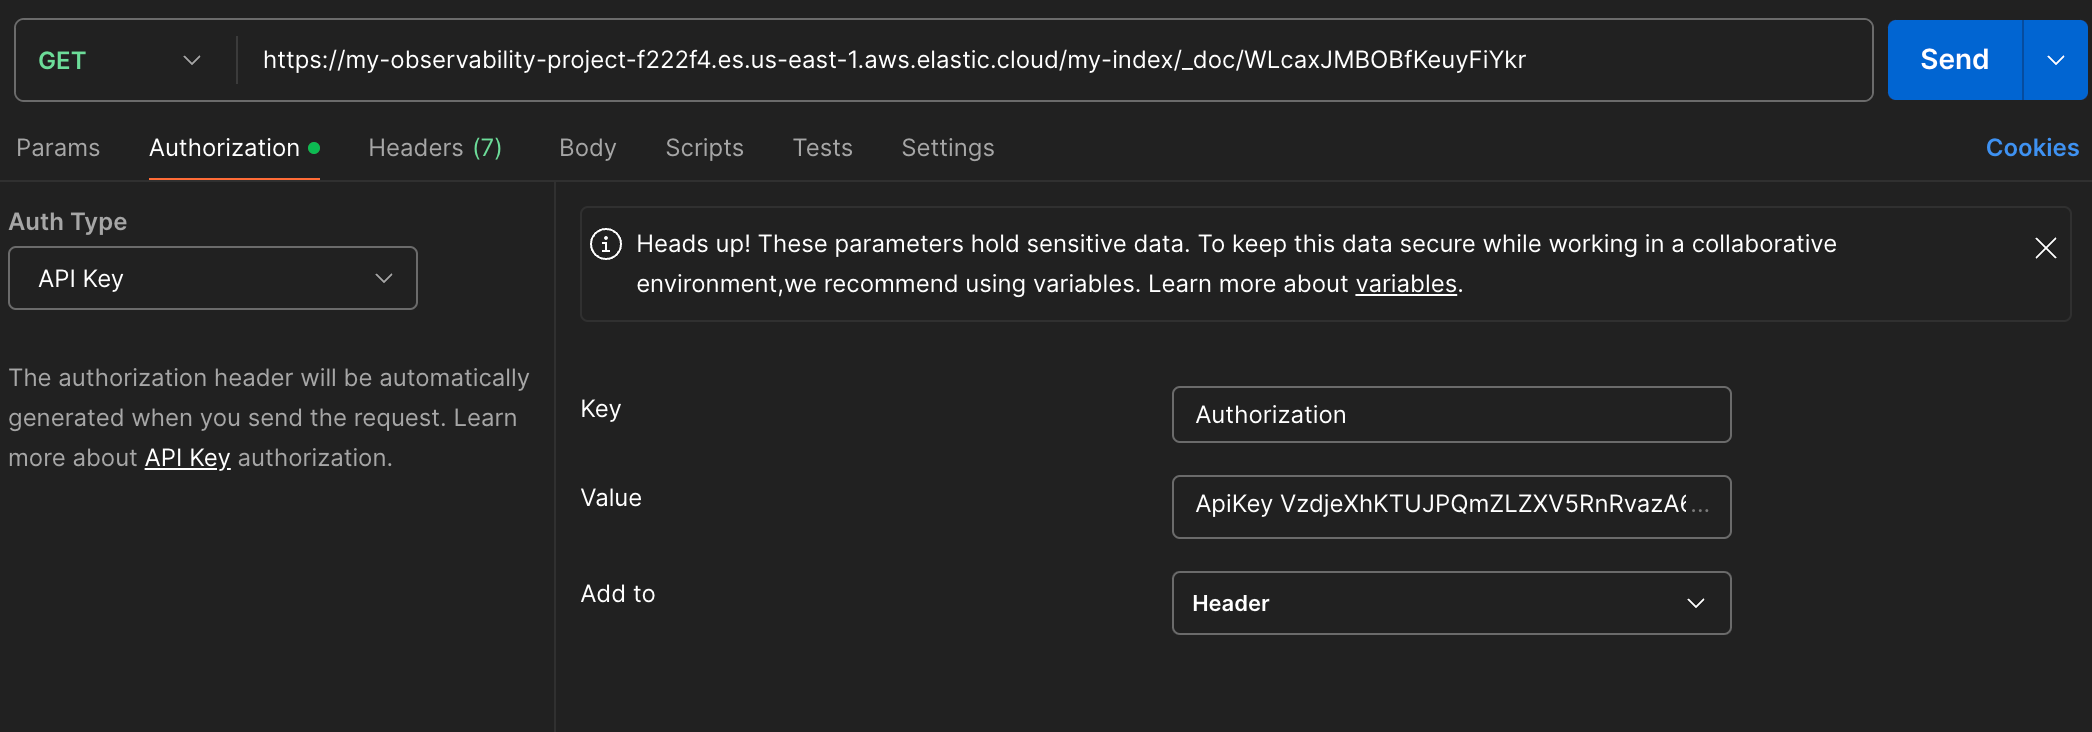 GET https://my-observability-project-f222f4.es.us-east-1.aws.elastic.cloud/my-index/_doc/WLcaxJMBOBfKeuyFiYkr Send
Params Authorization Headers (7) Body Scripts Tests Settings Cookies
Auth Type
API Key
The authorization header will be automatically
generated when you send the request. Learn
more about API Key authorization.
Heads up! These parameters hold sensitive data. To keep this data secure while working in a collaborative
environment,we recommend using variables. Learn more about variables.
Key
Authorization
Value
ApiKey VzdjeXhKTUJPQmZLZXV5RnRvazA6...
Add to
Header